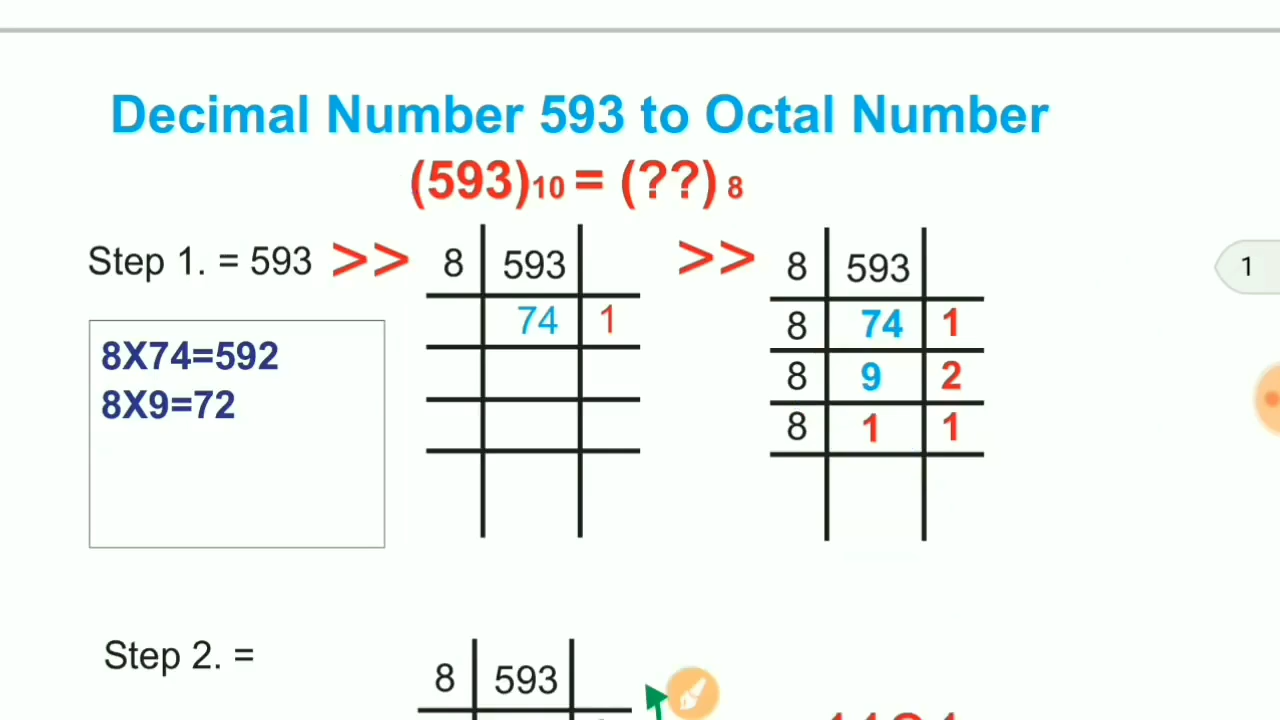 Decimal Number 593 to Octal Number
(593)10 = (??) 8
Step 1. = 593 >> 8 593 >> 8 593
74 1 8 74 1
8X74=592
8 9 2
8X9=72
8 1 1
1
Step 2. =
8 593